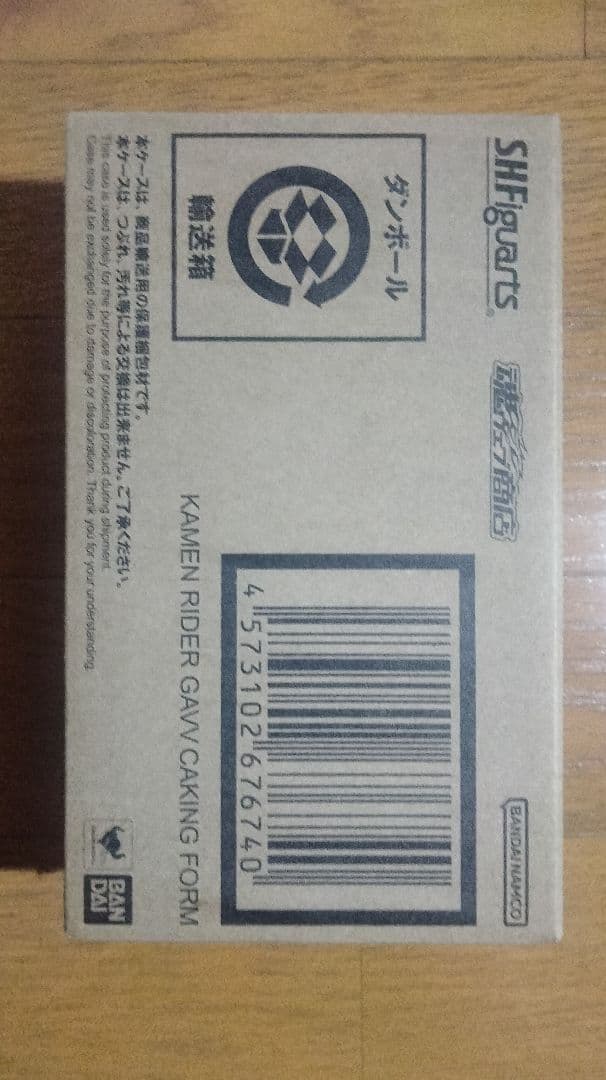 S.H.Figuarts
魂ウェブ商店
ダンボール
輸送箱
本ケースは、商品輸送用の保護梱包材です。
本ケースは、つぶれ、汚れ等による交換は出来ません。ご了承ください。
This case is used solely for the purpose of protecting product during shipment.
Case may not be exchanged due to damage or discoloration. Thank you for your understanding.
KAMEN RIDER GAVV CAKING FORM
4 573102 676740
BANDAI NAMCO
BAN
DAI